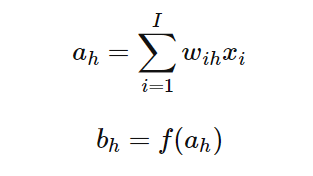 a_h = \sum_{i=1}^{I} w_{ih} x_i
b_h = f(a_h)